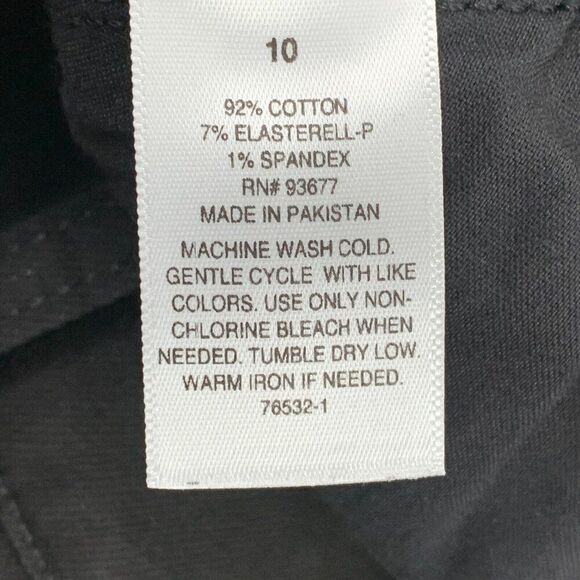 10
92% COTTON
7% ELASTERELL-P
1% SPANDEX
RN# 93677
MADE IN PAKISTAN
MACHINE WASH COLD.
GENTLE CYCLE WITH LIKE
COLORS. USE ONLY NON-
CHLORINE BLEACH WHEN
NEEDED. TUMBLE DRY LOW.
WARM IRON IF NEEDED.
76532-1